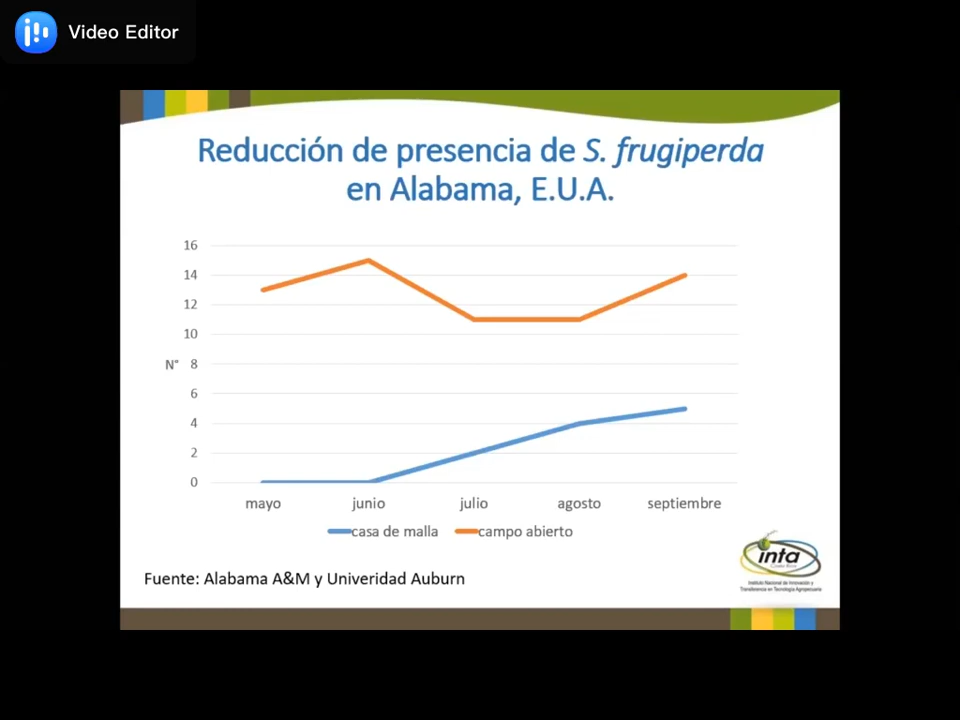 Video Editor
Reducción de presencia de S. frugiperda
en Alabama, E.U.A.
16
14
12
10
N° 8
6
4
2
0
mayo junio julio agosto septiembre
casa de malla campo abierto
Fuente: Alabama A&M y Univeridad Auburn
inta
Costa Rica
Instituto Nacional de Innovación y
Transferencia en Tecnología Agropecuaria